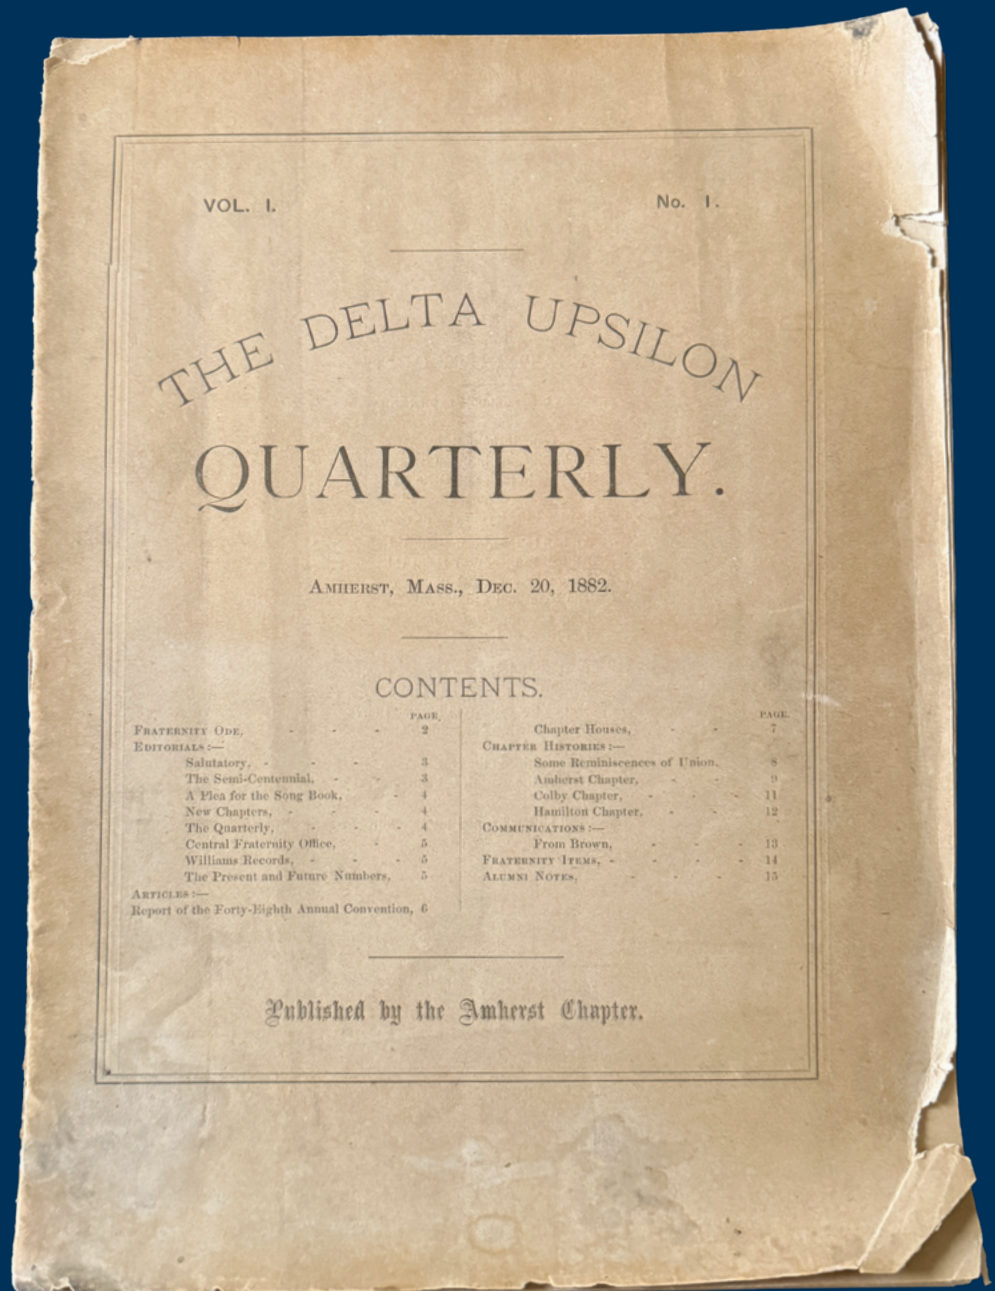 VOL. I.
No. 1.
THE DELTA UPSILON
QUARTERLY.
AMHERST, MASS., DEC. 20, 1882.
CONTENTS.
PAGE.
FRATERNITY ODE, - - - 2
EDITORIALS:—
Salutatory, - - - - 3
The Semi-Centennial, - - 3
A Plea for the Song Book, - 4
New Chapters, - - - - 4
The Quarterly, - - - 4
Central Fraternity Office, - 5
Williams Records, - - - 5
The Present and Future Numbers, 5
ARTICLES:—
Report of the Forty-Eighth Annual Convention, 6
PAGE.
Chapter Houses, - - 7
CHAPTER HISTORIES:—
Some Reminiscences of Union, 8
Amherst Chapter, - - 9
Colby Chapter, - - - 11
Hamilton Chapter, - - 12
COMMUNICATIONS:—
From Brown, - - - 13
FRATERNITY ITEMS, - - - - 14
ALUMNI NOTES, - - - 15
Published by the Amherst Chapter.